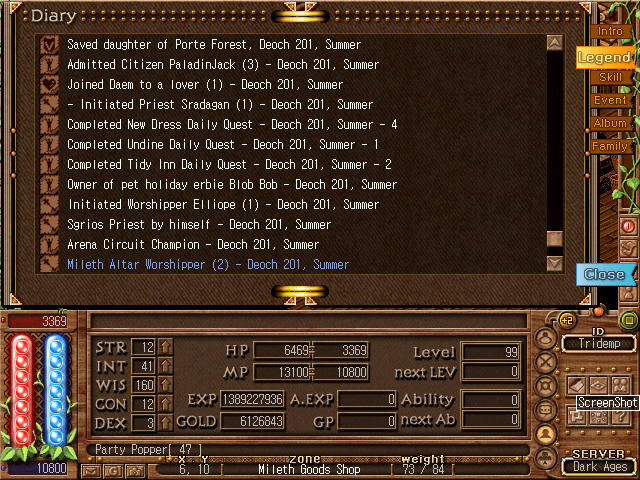 Diary
Saved daughter of Porte Forest, Deoch 201, Summer
Admitted Citizen PaladinJack (3) - Deoch 201, Summer
Joined Daem to a lover (1) - Deoch 201, Summer
- Initiated Priest Sradagan (1) - Deoch 201, Summer
Completed New Dress Daily Quest - Deoch 201, Summer - 4
Completed Undine Daily Quest - Deoch 201, Summer - 1
Completed Tidy Inn Daily Quest - Deoch 201, Summer - 2
Owner of pet holiday erbie Blob Bob - Deoch 201, Summer
Initiated Worshipper Elliope (1) - Deoch 201, Summer
Sgrios Priest by himself - Deoch 201, Summer
Arena Circuit Champion - Deoch 201, Summer
Mileth Altar Worshipper (2) - Deoch 201, Summer
Intro
Legend
Skill
Event
Album
Family
Close
3369
10800
STR 12
INT 41
WIS 160
CON 12
DEX 3
HP 6469 3369
MP 13100 10800
EXP 1389227936 A.EXP 0
GOLD 6126843 GP 0
Level 99
next LEV 0
Ability 0
next Ab 0
+2
ID
Tridemp
ScreenShot
?
SERVER
Dark Ages
Party Popper[ 47 ]
X Y zone weight
6, 10 [ Mileth Goods Shop [ 73 / 84 ]
G